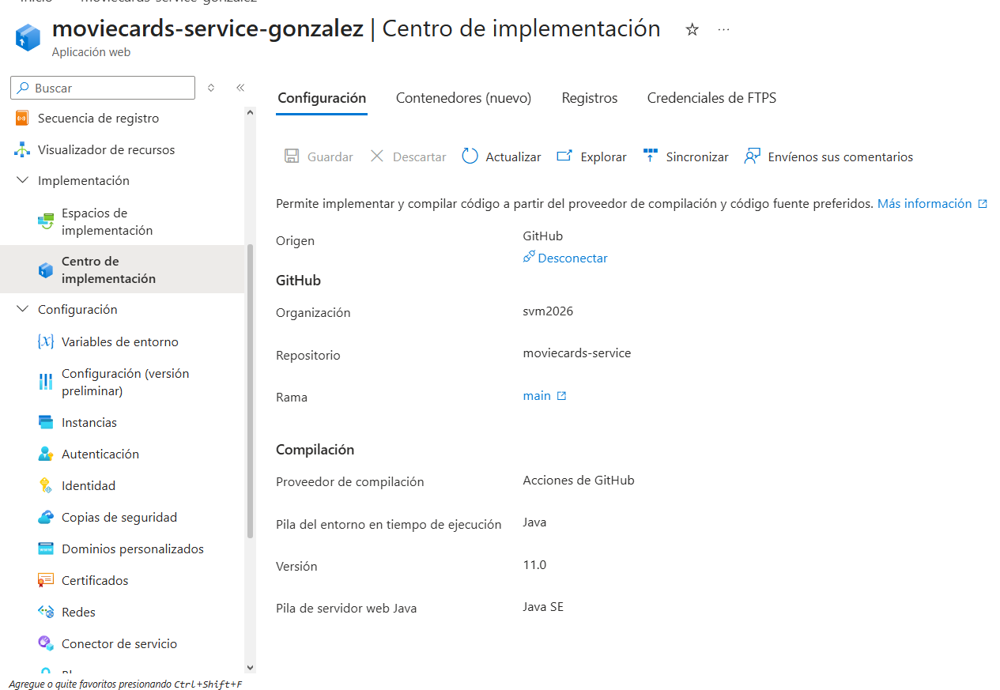 Inicio
moviecards-service-gonzalez
moviecards-service-gonzalez | Centro de implementación
Aplicación web
Buscar
Secuencia de registro
Visualizador de recursos
Implementación
Espacios de
implementación
Centro de
implementación
Configuración
Variables de entorno
Configuración (versión
preliminar)
Instancias
Autenticación
Identidad
Copias de seguridad
Dominios personalizados
Certificados
Redes
Conector de servicio
Agregue o quite favoritos presionando Ctrl+Shift+F
Configuración
Contenedores (nuevo)
Registros
Credenciales de FTPS
Guardar
Descartar
Actualizar
Explorar
Sincronizar
Envíenos sus comentarios
Permite implementar y compilar código a partir del proveedor de compilación y código fuente preferidos. Más información
Origen
GitHub
Desconectar
GitHub
Organización
svm2026
Repositorio
moviecards-service
Rama
main
Compilación
Proveedor de compilación
Acciones de GitHub
Pila del entorno en tiempo de ejecución
Java
Versión
11.0
Pila de servidor web Java
Java SE